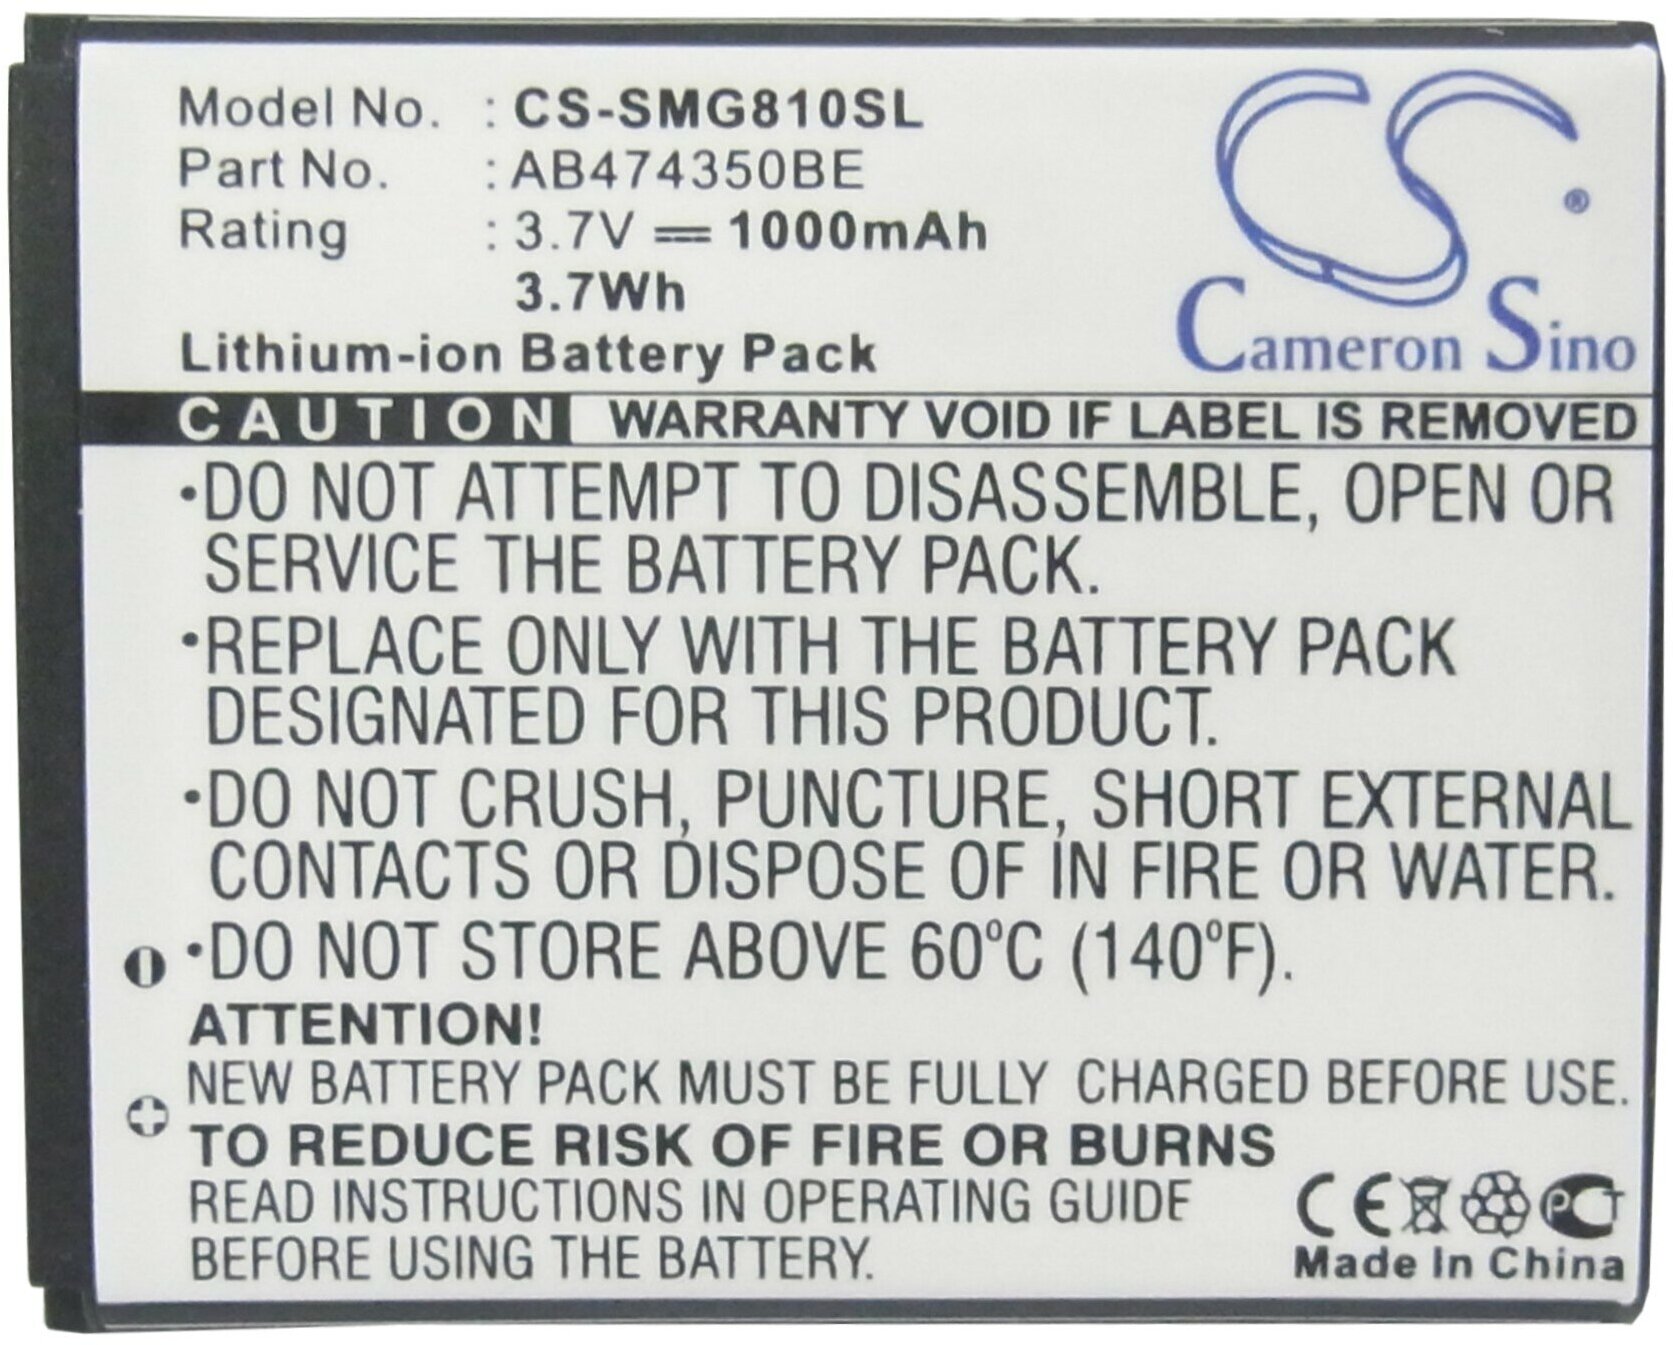 Model No. : CS-SMG810SL
Part No. : AB474350BE
Rating : 3.7V 1000mAh
3.7Wh
Lithium-ion Battery Pack
CS ®
Cameron Sino
CAUTION WARRANTY VOID IF LABEL IS REMOVED
•DO NOT ATTEMPT TO DISASSEMBLE, OPEN OR
SERVICE THE BATTERY PACK.
•REPLACE ONLY WITH THE BATTERY PACK
DESIGNATED FOR THIS PRODUCT.
•DO NOT CRUSH, PUNCTURE, SHORT EXTERNAL
CONTACTS OR DISPOSE OF IN FIRE OR WATER.
•DO NOT STORE ABOVE 60°C (140°F).
ATTENTION!
NEW BATTERY PACK MUST BE FULLY CHARGED BEFORE USE.
TO REDUCE RISK OF FIRE OR BURNS
READ INSTRUCTIONS IN OPERATING GUIDE
BEFORE USING THE BATTERY.
CE PCT
Made In China